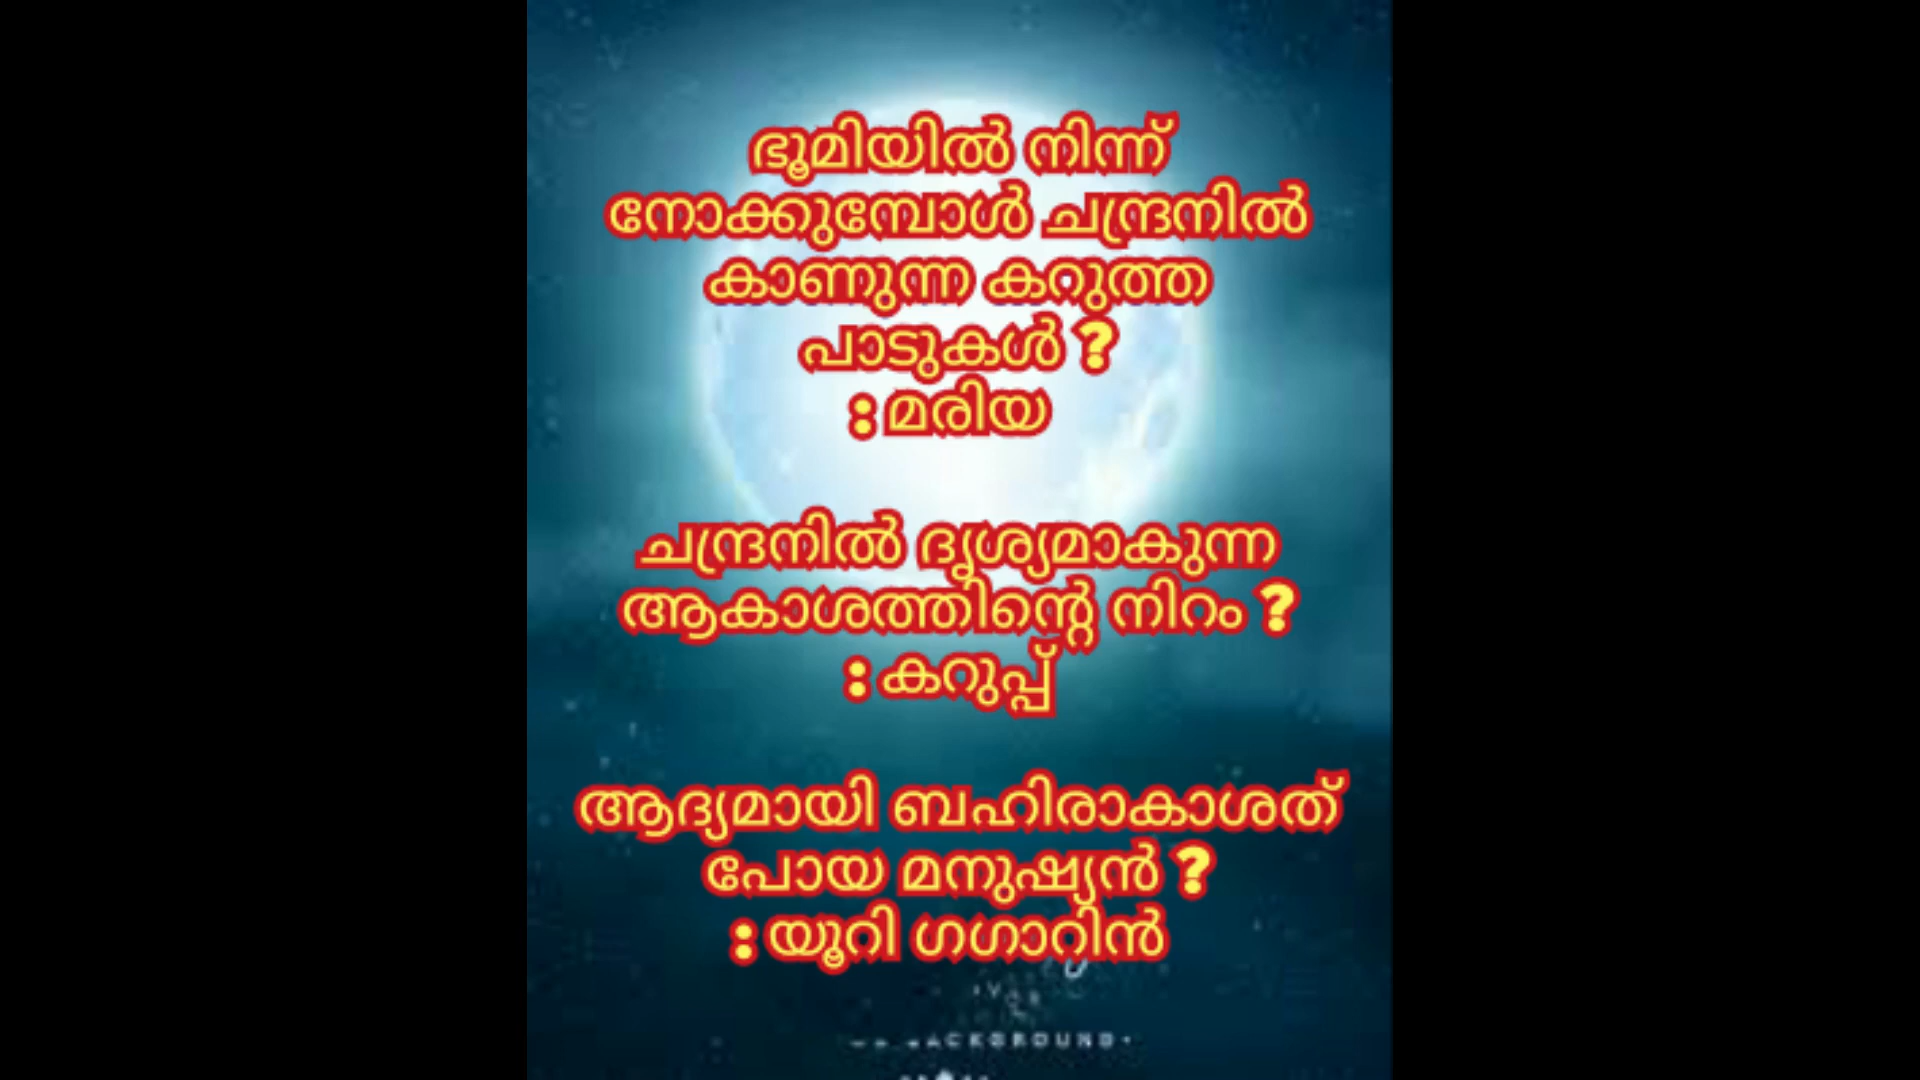 ഭൂമിയിൽ നിന്ന്
നോക്കുമ്പോൾ ചന്ദ്രനിൽ
കാണുന്ന കറുത്ത
പാടുകൾ ?
: മരിയ
ചന്ദ്രനിൽ ദൃശ്യമാകുന്ന
ആകാശത്തിന്റെ നിറം ?
: കറുപ്പ്
ആദ്യമായി ബഹിരാകാശത്
പോയ മനുഷ്യൻ ?
: യൂറി ഗഗാറിൻ